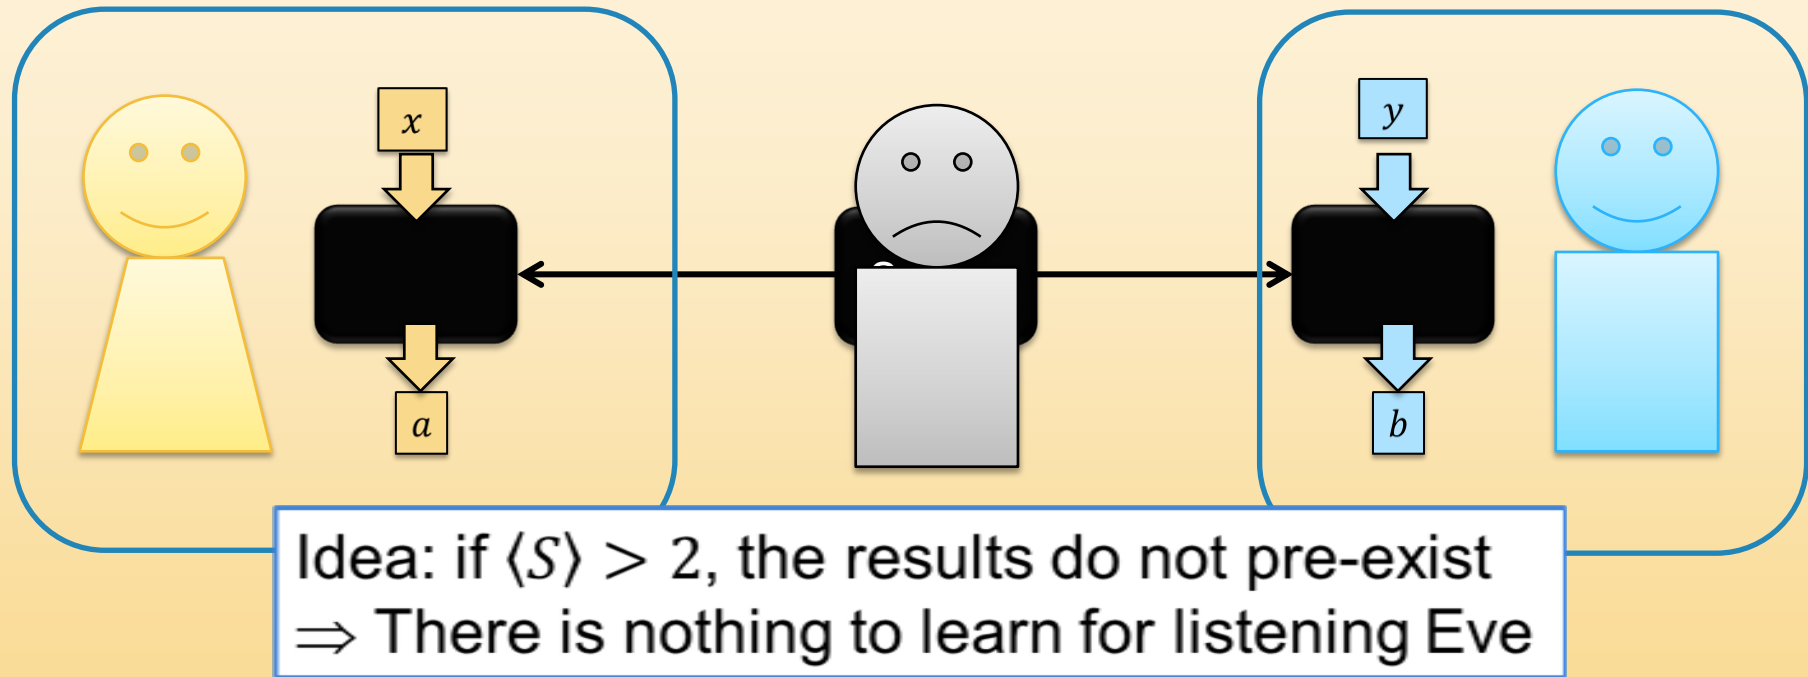 x
y
a
b
Idea: if ⟨S⟩ > 2, the results do not pre-exist
⇒ There is nothing to learn for listening Eve